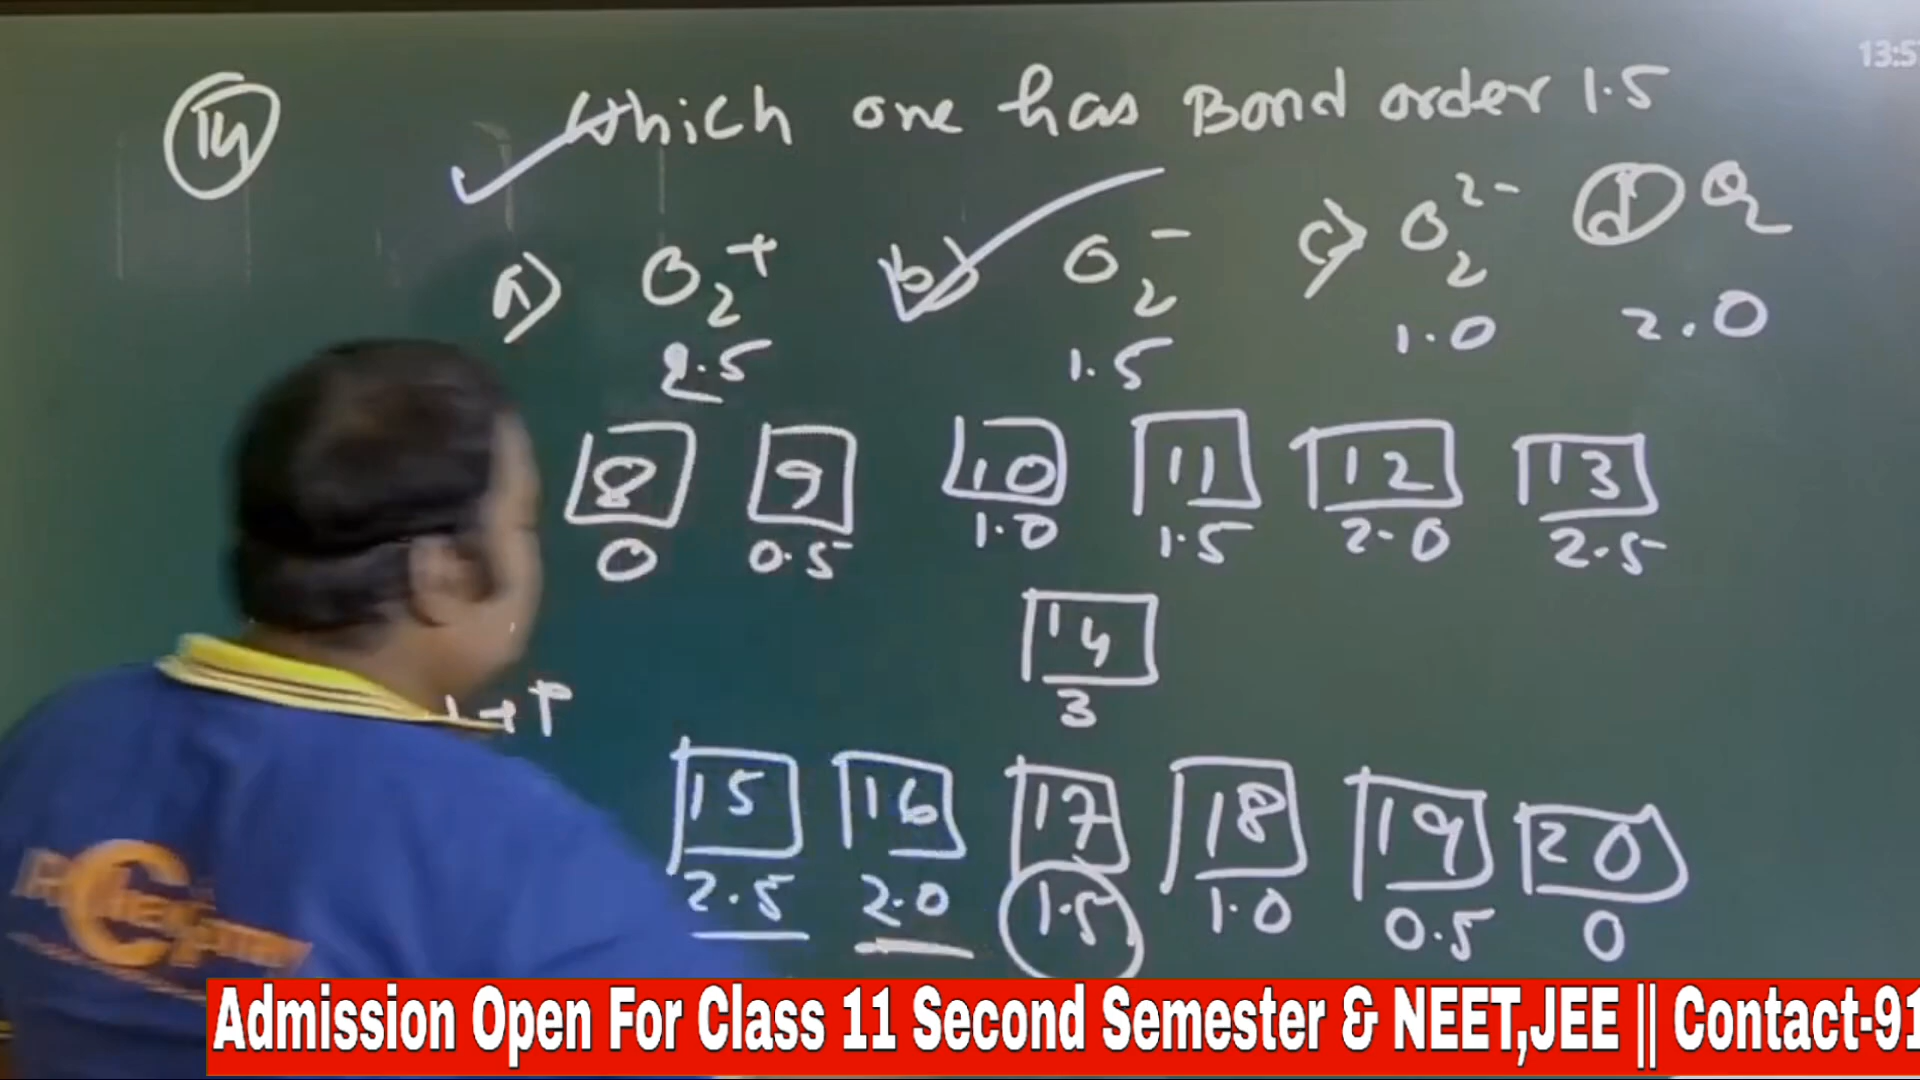 13:5
14 Which one has Bond order 1.5
a) O₂⁺ b) O₂⁻ c) O₂²⁻ d) O₂
2.5 1.5 1.0 2.0
8 9 10 11 12 13
0 0.5 1.0 1.5 2.0 2.5
14
3
15 16 17 18 19 20
2.5 2.0 1.5 1.0 0.5 0
Admission Open For Class 11 Second Semester & NEET,JEE || Contact-91